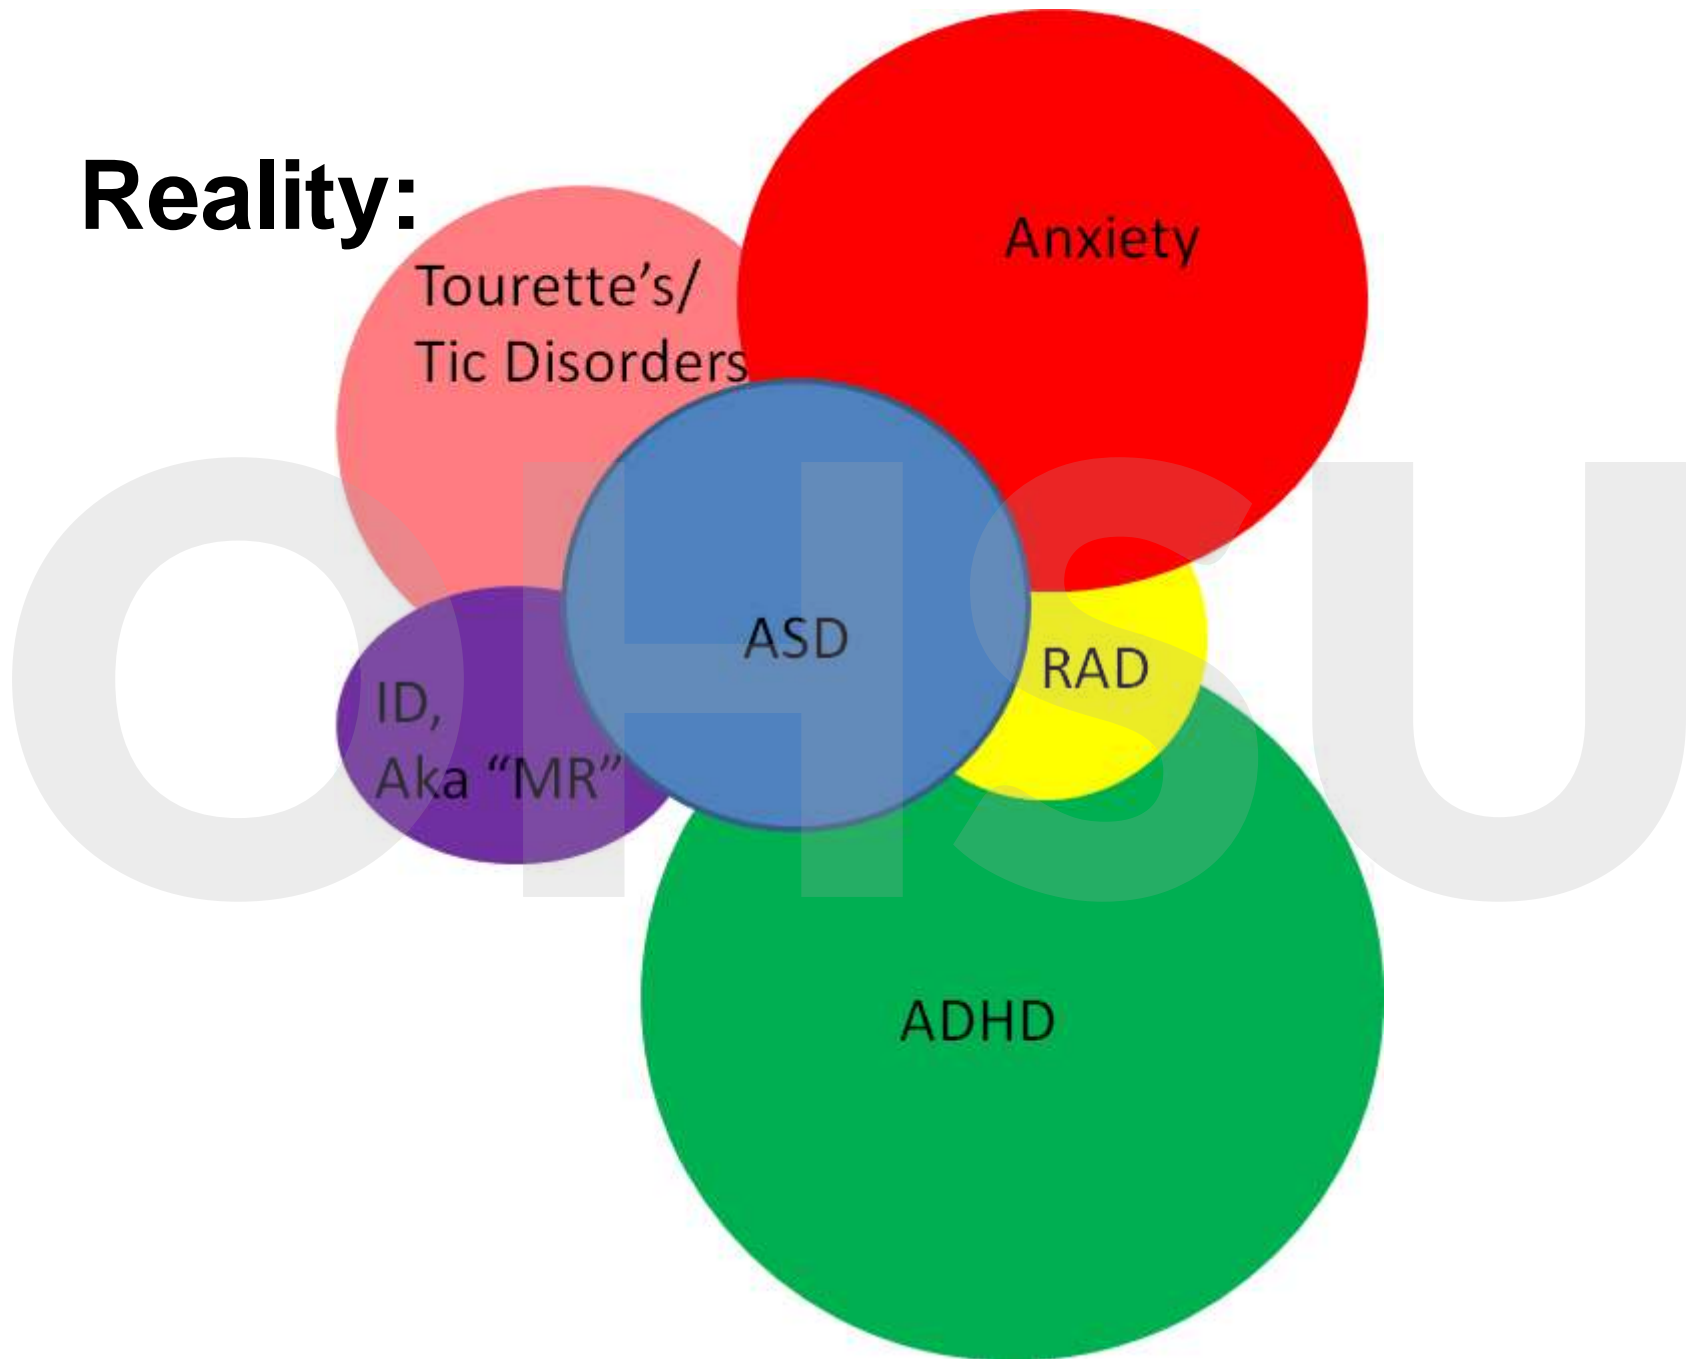 Reality:
Anxiety
Tourette’s/
Tic Disorders
ASD
RAD
ID,
Aka “MR”
ADHD
OHSU